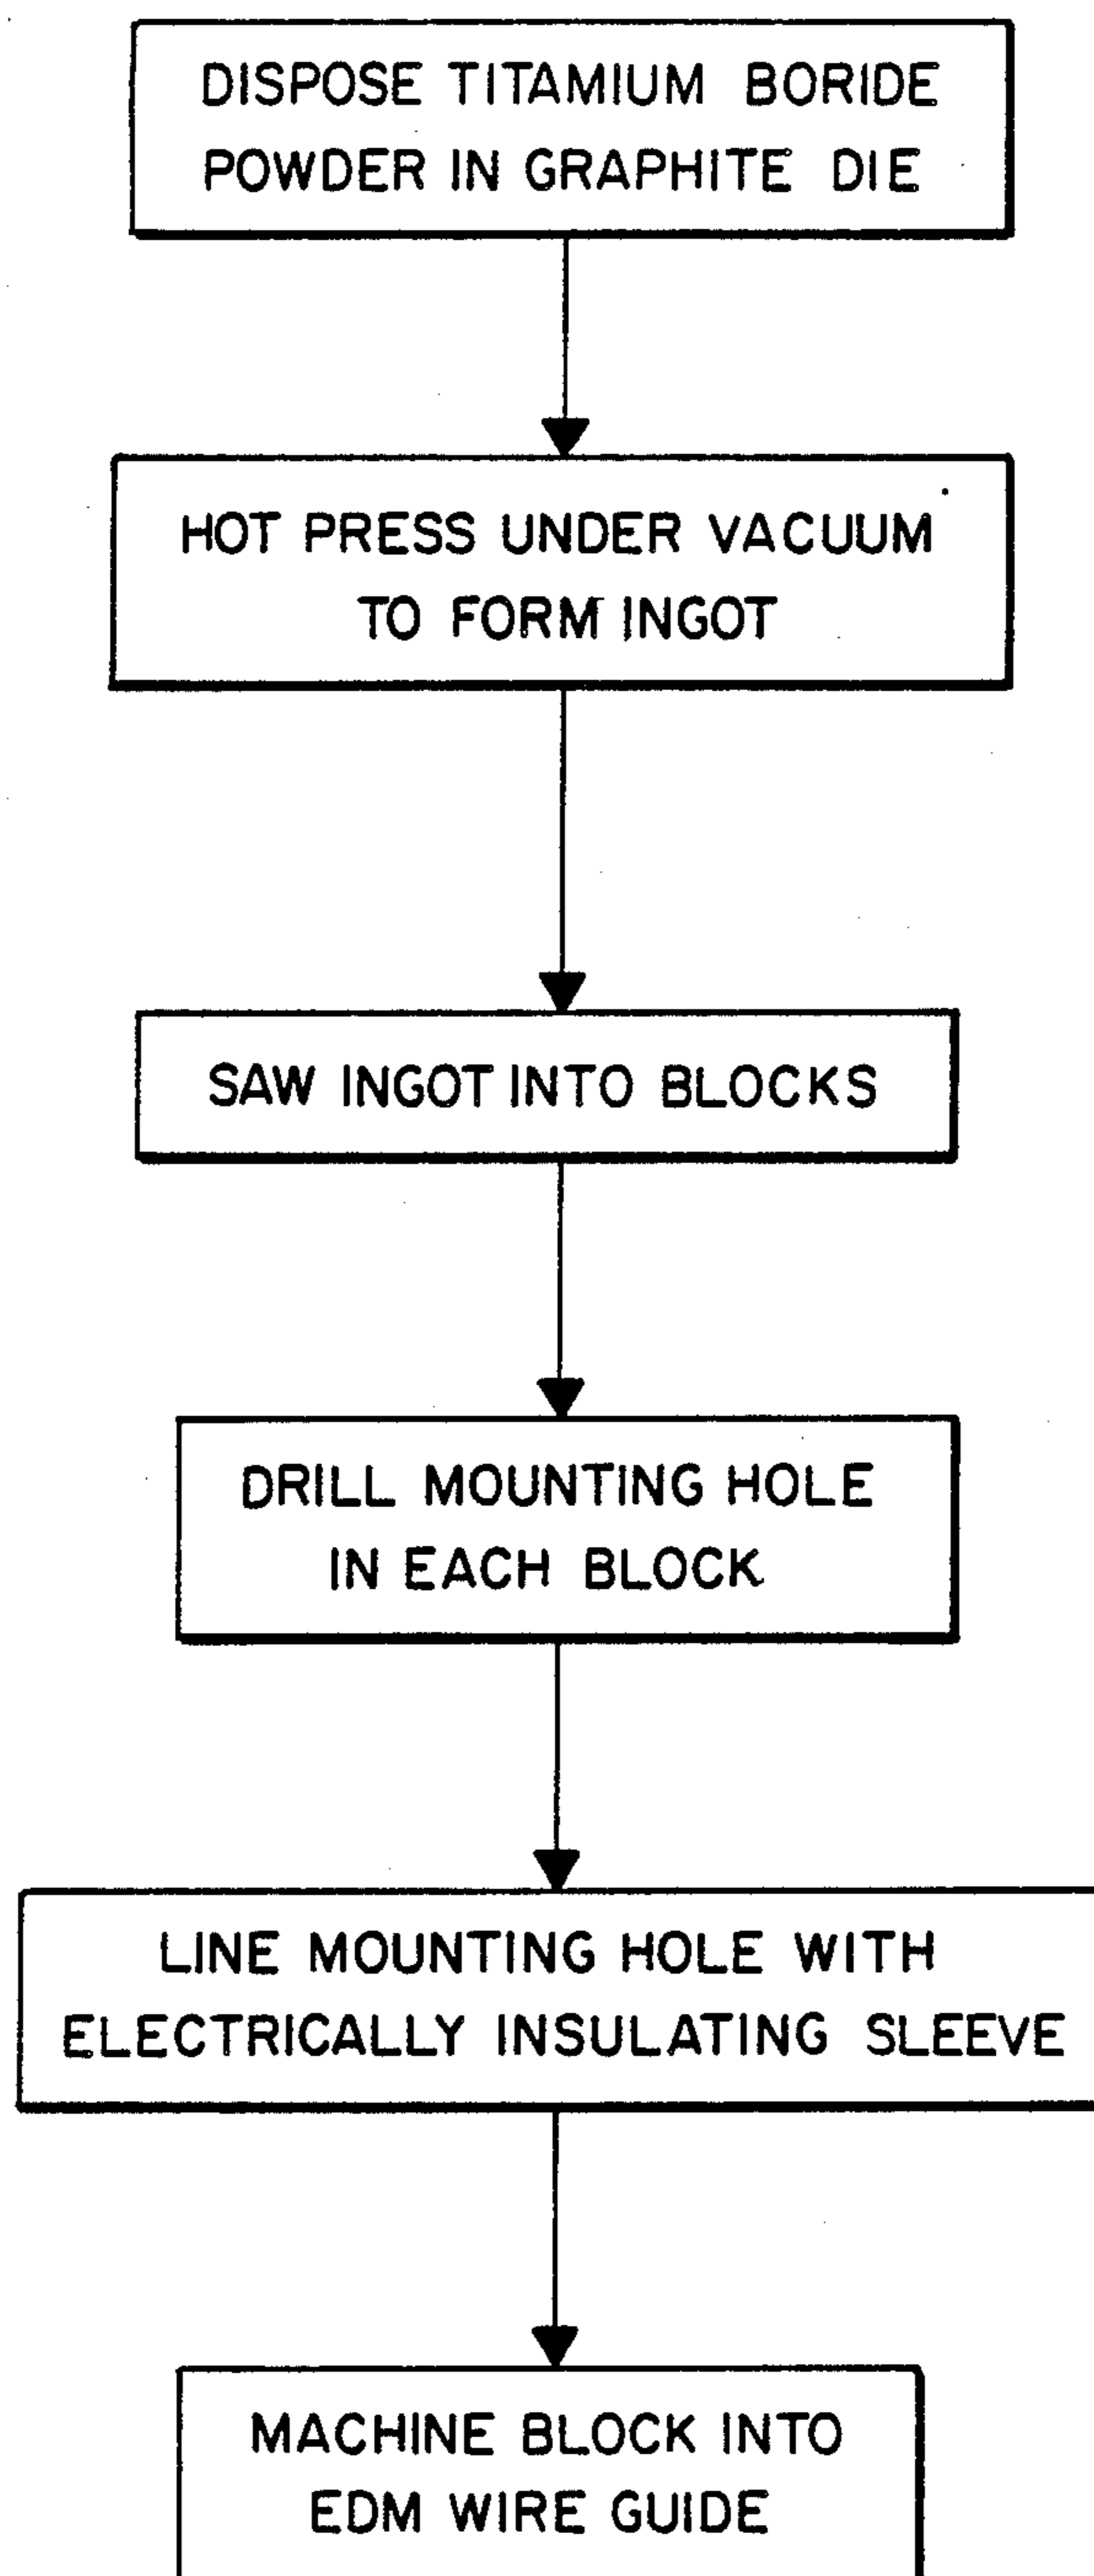 DISPOSE TITAMIUM BORIDE
POWDER IN GRAPHITE DIE
HOT PRESS UNDER VACUUM
TO FORM INGOT
SAW INGOT INTO BLOCKS
DRILL MOUNTING HOLE
IN EACH BLOCK
LINE MOUNTING HOLE WITH
ELECTRICALLY INSULATING SLEEVE
MACHINE BLOCK INTO
EDM WIRE GUIDE